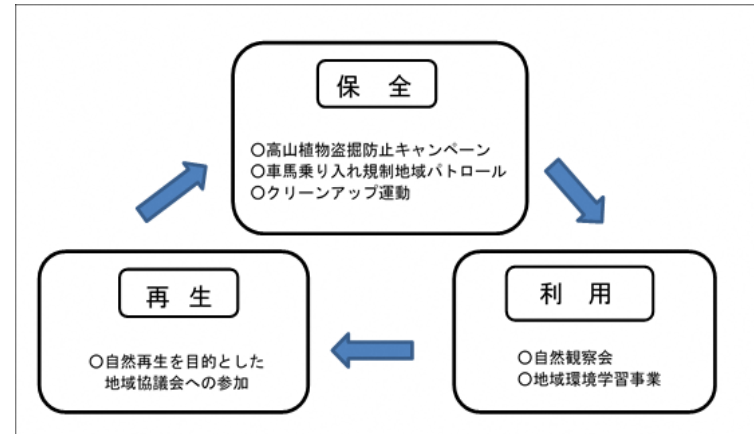 保　全
○高山植物盗掘防止キャンペーン
○車馬乗り入れ規制地域パトロール
○クリーンアップ運動
再　生
○自然再生を目的とした
地域協議会への参加
利　用
○自然観察会
○地域環境学習事業